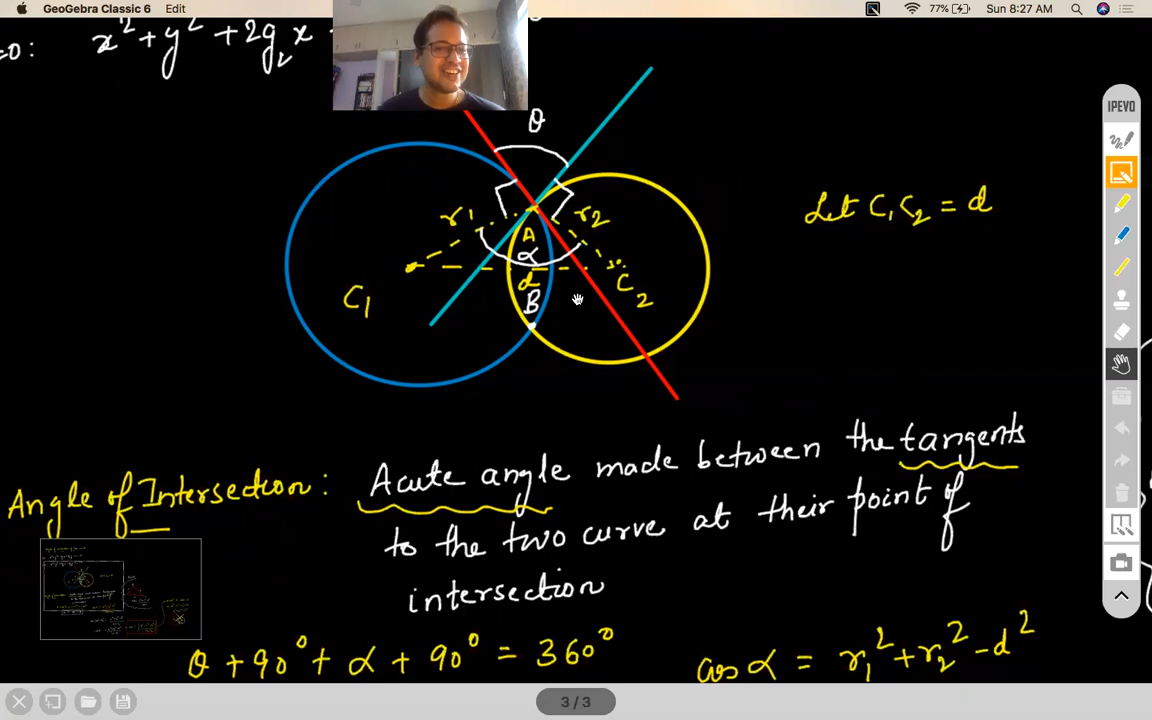 GeoGebra Classic 6 Edit 77% Sun 8:27 AM
=0: x² + y² + 2g₂x
IPEVO
θ
r₁ r₂
Let C₁C₂ = d
A
α
d
C₁ C₂
B
Angle of Intersection: Acute angle made between the tangents
to the two curve at their point of
intersection
θ + 90° + α + 90° = 360° cos α = r₁² + r₂² - d²
3 / 3